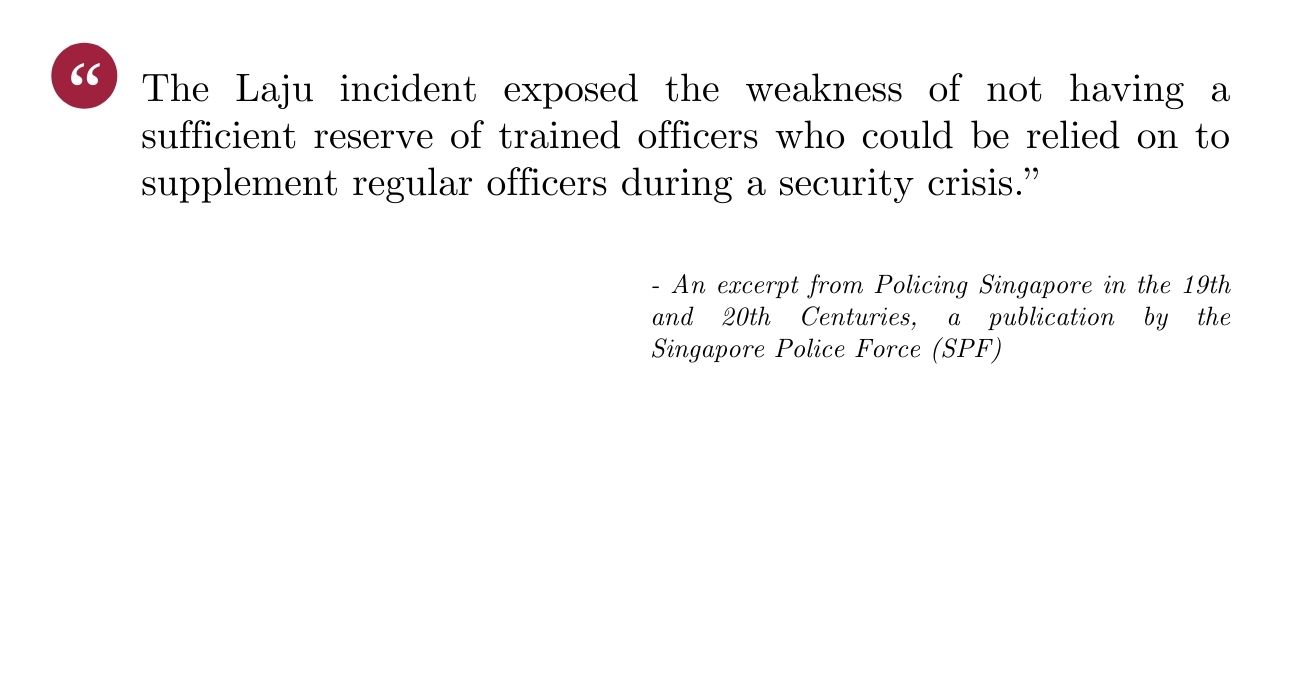 “
The Laju incident exposed the weakness of not having a
sufficient reserve of trained officers who could be relied on to
supplement regular officers during a security crisis.”
- An excerpt from Policing Singapore in the 19th
and 20th Centuries, a publication by the
Singapore Police Force (SPF)